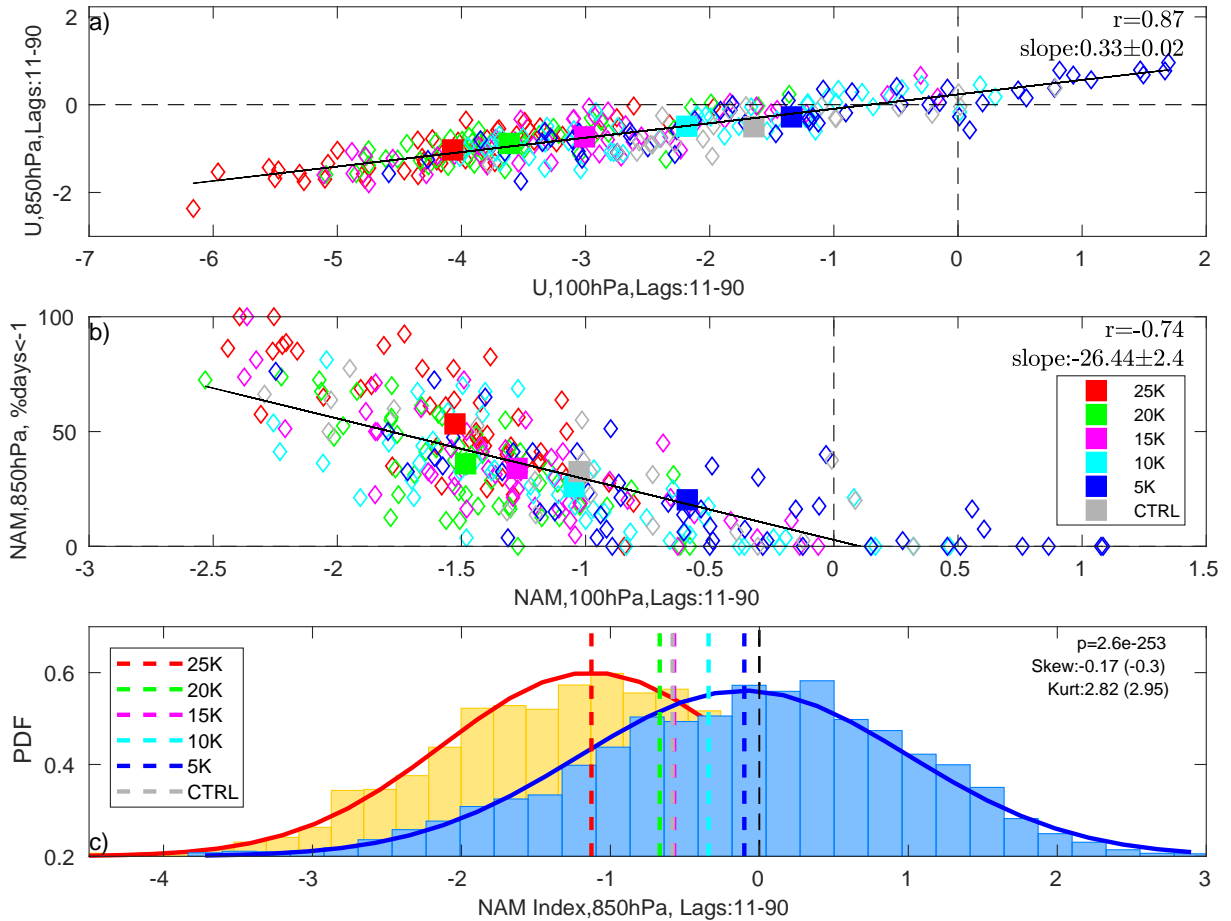 a)
r=0.87
slope:0.33±0.02
U,850hPa,Lags:11-90
2
0
-2
-7 -6 -5 -4 -3 -2 -1 0 1 2
U,100hPa,Lags:11-90
b)
r=-0.74
slope:-26.44±2.4
NAM,850hPa, %days<-1
100
50
0
25K
20K
15K
10K
5K
CTRL
-3 -2.5 -2 -1.5 -1 -0.5 0 0.5 1 1.5
NAM,100hPa,Lags:11-90
25K
20K
15K
10K
5K
CTRL
p=2.6e-253
Skew:-0.17 (-0.3)
Kurt:2.82 (2.95)
PDF
0.6
0.4
0.2
c)
-4 -3 -2 -1 0 1 2 3
NAM Index,850hPa, Lags:11-90